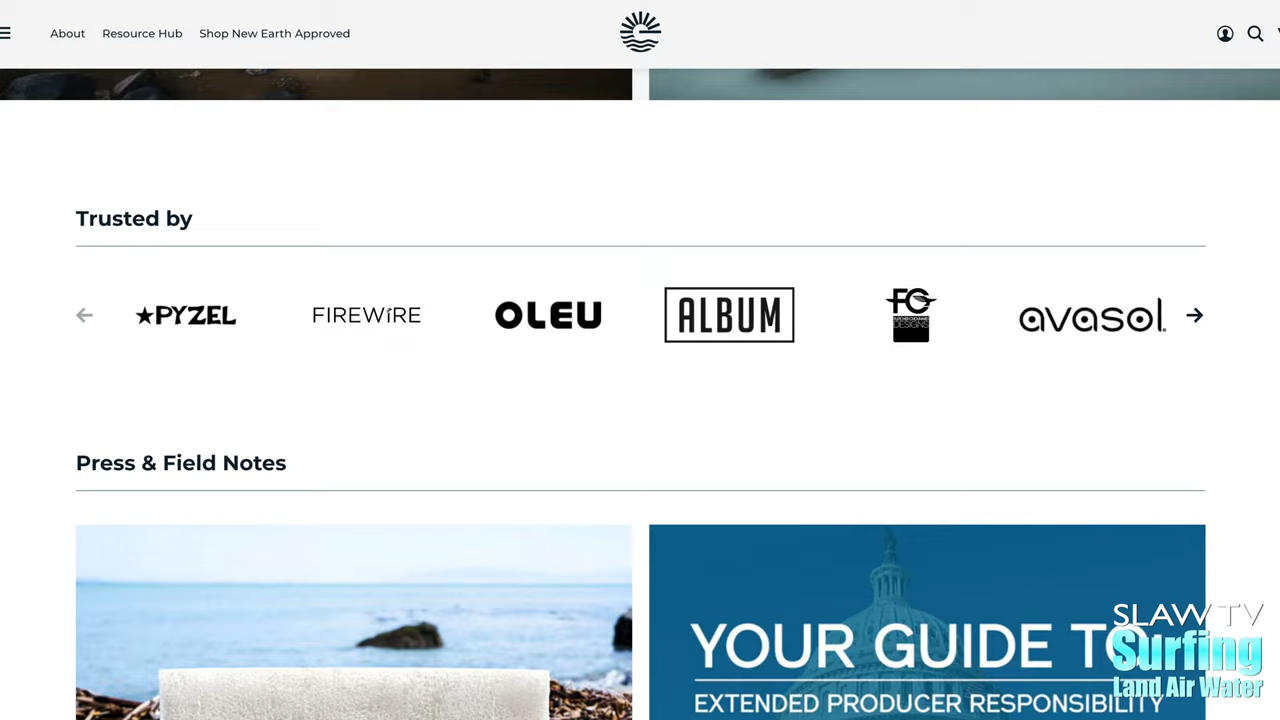 About
Resource Hub
Shop New Earth Approved
Trusted by
PYZEL
FIREWIRE
OLEU
ALBUM
FC
DESIGNS
avasol
Press & Field Notes
YOUR GUIDE TO
EXTENDED PRODUCER RESPONSIBILITY
SLAW TV
Surfing
Land Air Water